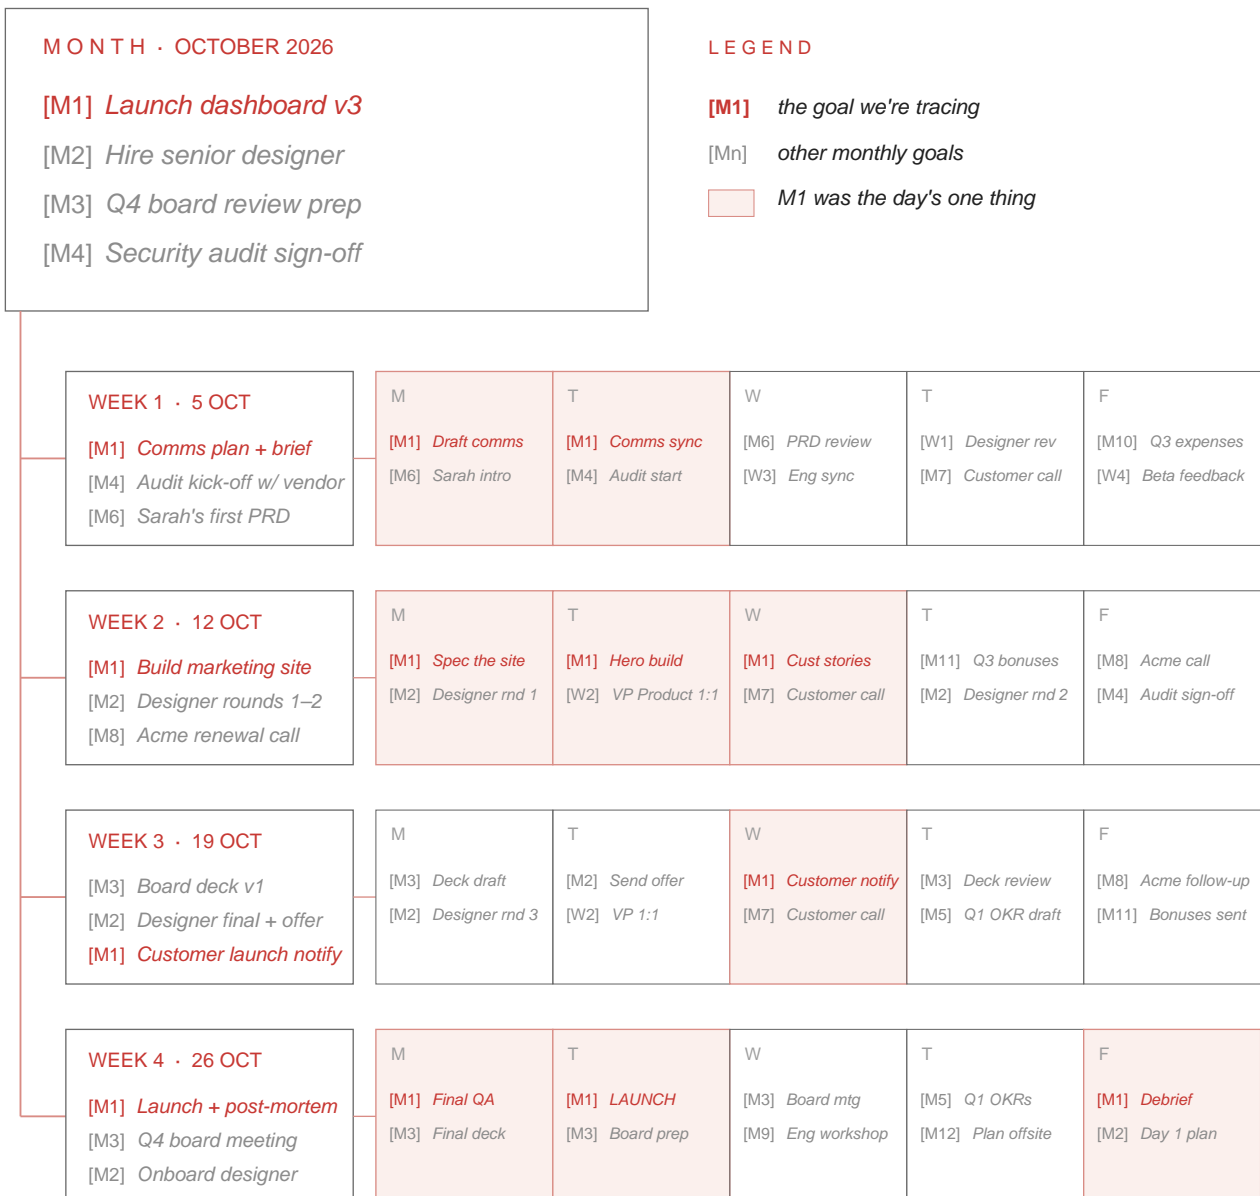 MONTH · OCTOBER 2026
[M1] Launch dashboard v3
[M2] Hire senior designer
[M3] Q4 board review prep
[M4] Security audit sign-off
LEGEND
[M1] the goal we're tracing
[Mn] other monthly goals
M1 was the day's one thing
WEEK 1 · 5 OCT
[M1] Comms plan + brief
[M4] Audit kick-off w/ vendor
[M6] Sarah's first PRD
M
[M1] Draft comms
[M6] Sarah intro
T
[M1] Comms sync
[M4] Audit start
W
[M6] PRD review
[W3] Eng sync
T
[W1] Designer rev
[M7] Customer call
F
[M10] Q3 expenses
[W4] Beta feedback
WEEK 2 · 12 OCT
[M1] Build marketing site
[M2] Designer rounds 1–2
[M8] Acme renewal call
M
[M1] Spec the site
[M2] Designer rnd 1
T
[M1] Hero build
[W2] VP Product 1:1
W
[M1] Cust stories
[M7] Customer call
T
[M11] Q3 bonuses
[M2] Designer rnd 2
F
[M8] Acme call
[M4] Audit sign-off
WEEK 3 · 19 OCT
[M3] Board deck v1
[M2] Designer final + offer
[M1] Customer launch notify
M
[M3] Deck draft
[M2] Designer rnd 3
T
[M2] Send offer
[W2] VP 1:1
W
[M1] Customer notify
[M7] Customer call
T
[M3] Deck review
[M5] Q1 OKR draft
F
[M8] Acme follow-up
[M11] Bonuses sent
WEEK 4 · 26 OCT
[M1] Launch + post-mortem
[M3] Q4 board meeting
[M2] Onboard designer
M
[M1] Final QA
[M3] Final deck
T
[M1] LAUNCH
[M3] Board prep
W
[M3] Board mtg
[M9] Eng workshop
T
[M5] Q1 OKRs
[M12] Plan offsite
F
[M1] Debrief
[M2] Day 1 plan